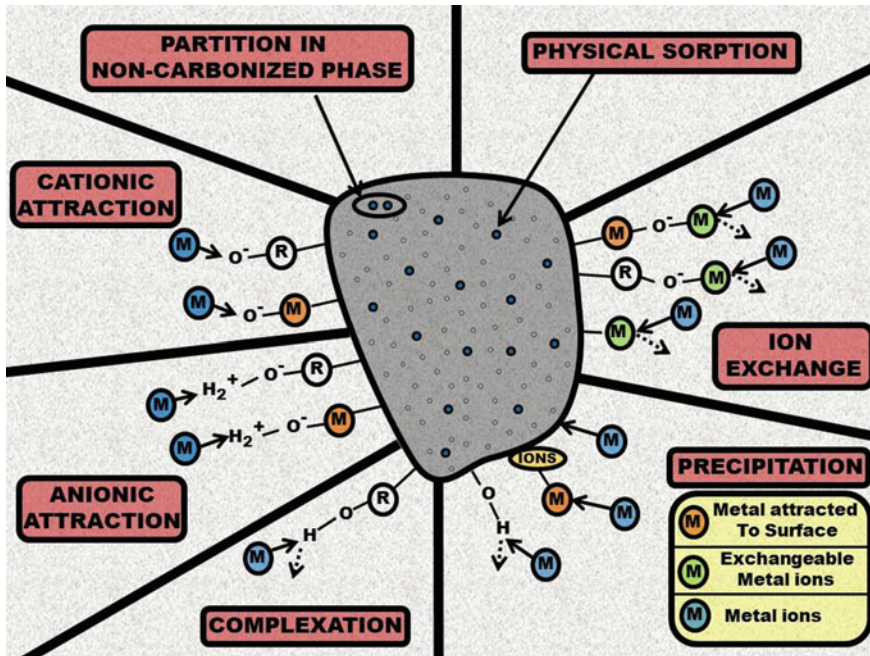 PARTITION IN
NON-CARBONIZED PHASE
PHYSICAL SORPTION
CATIONIC
ATTRACTION
M O⁻ R
M O⁻ M
M O⁻ M M
R O⁻ M M
M M
ION
EXCHANGE
M H₂⁺ O⁻ R
M H₂⁺ O⁻ M
ANIONIC
ATTRACTION
M H O R
COMPLEXATION
O
H
M
M
IONS
M M
PRECIPITATION
M Metal attracted
To Surface
M Exchangeable
Metal ions
M Metal ions